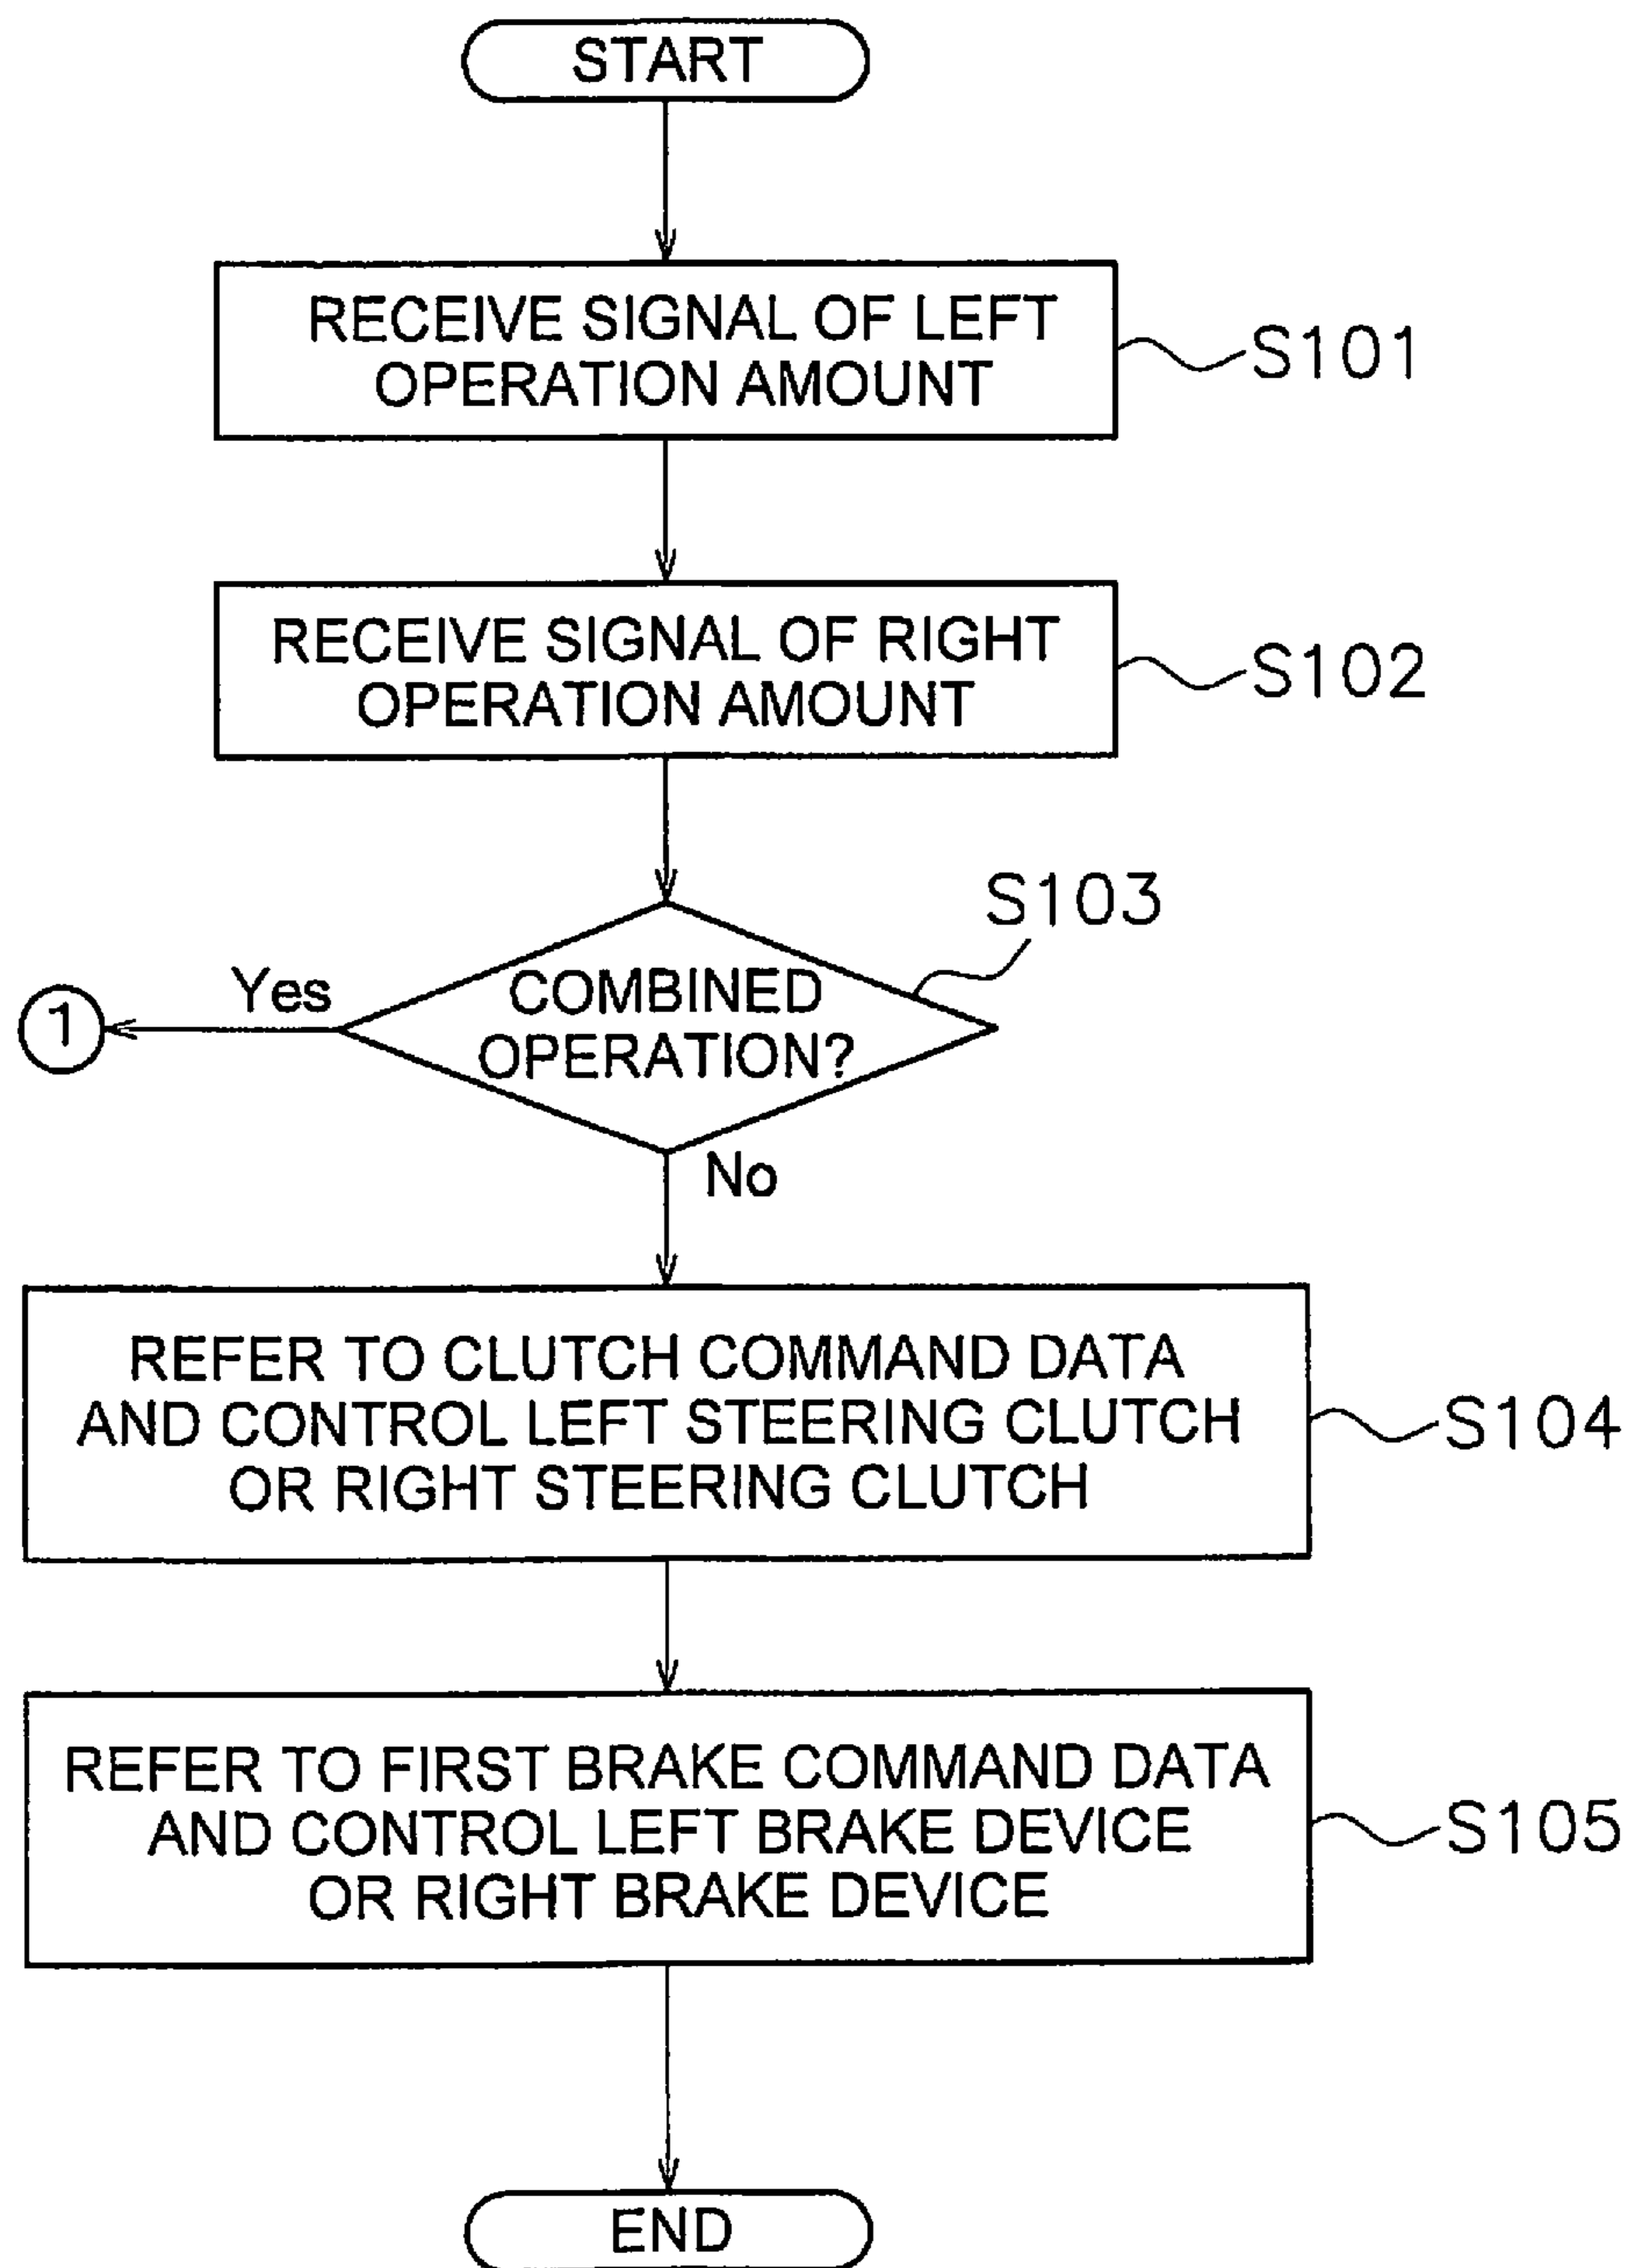 START
RECEIVE SIGNAL OF LEFT
OPERATION AMOUNT
S101
RECEIVE SIGNAL OF RIGHT
OPERATION AMOUNT
S102
S103
COMBINED
OPERATION?
Yes
1
No
REFER TO CLUTCH COMMAND DATA
AND CONTROL LEFT STEERING CLUTCH
OR RIGHT STEERING CLUTCH
S104
REFER TO FIRST BRAKE COMMAND DATA
AND CONTROL LEFT BRAKE DEVICE
OR RIGHT BRAKE DEVICE
S105
END